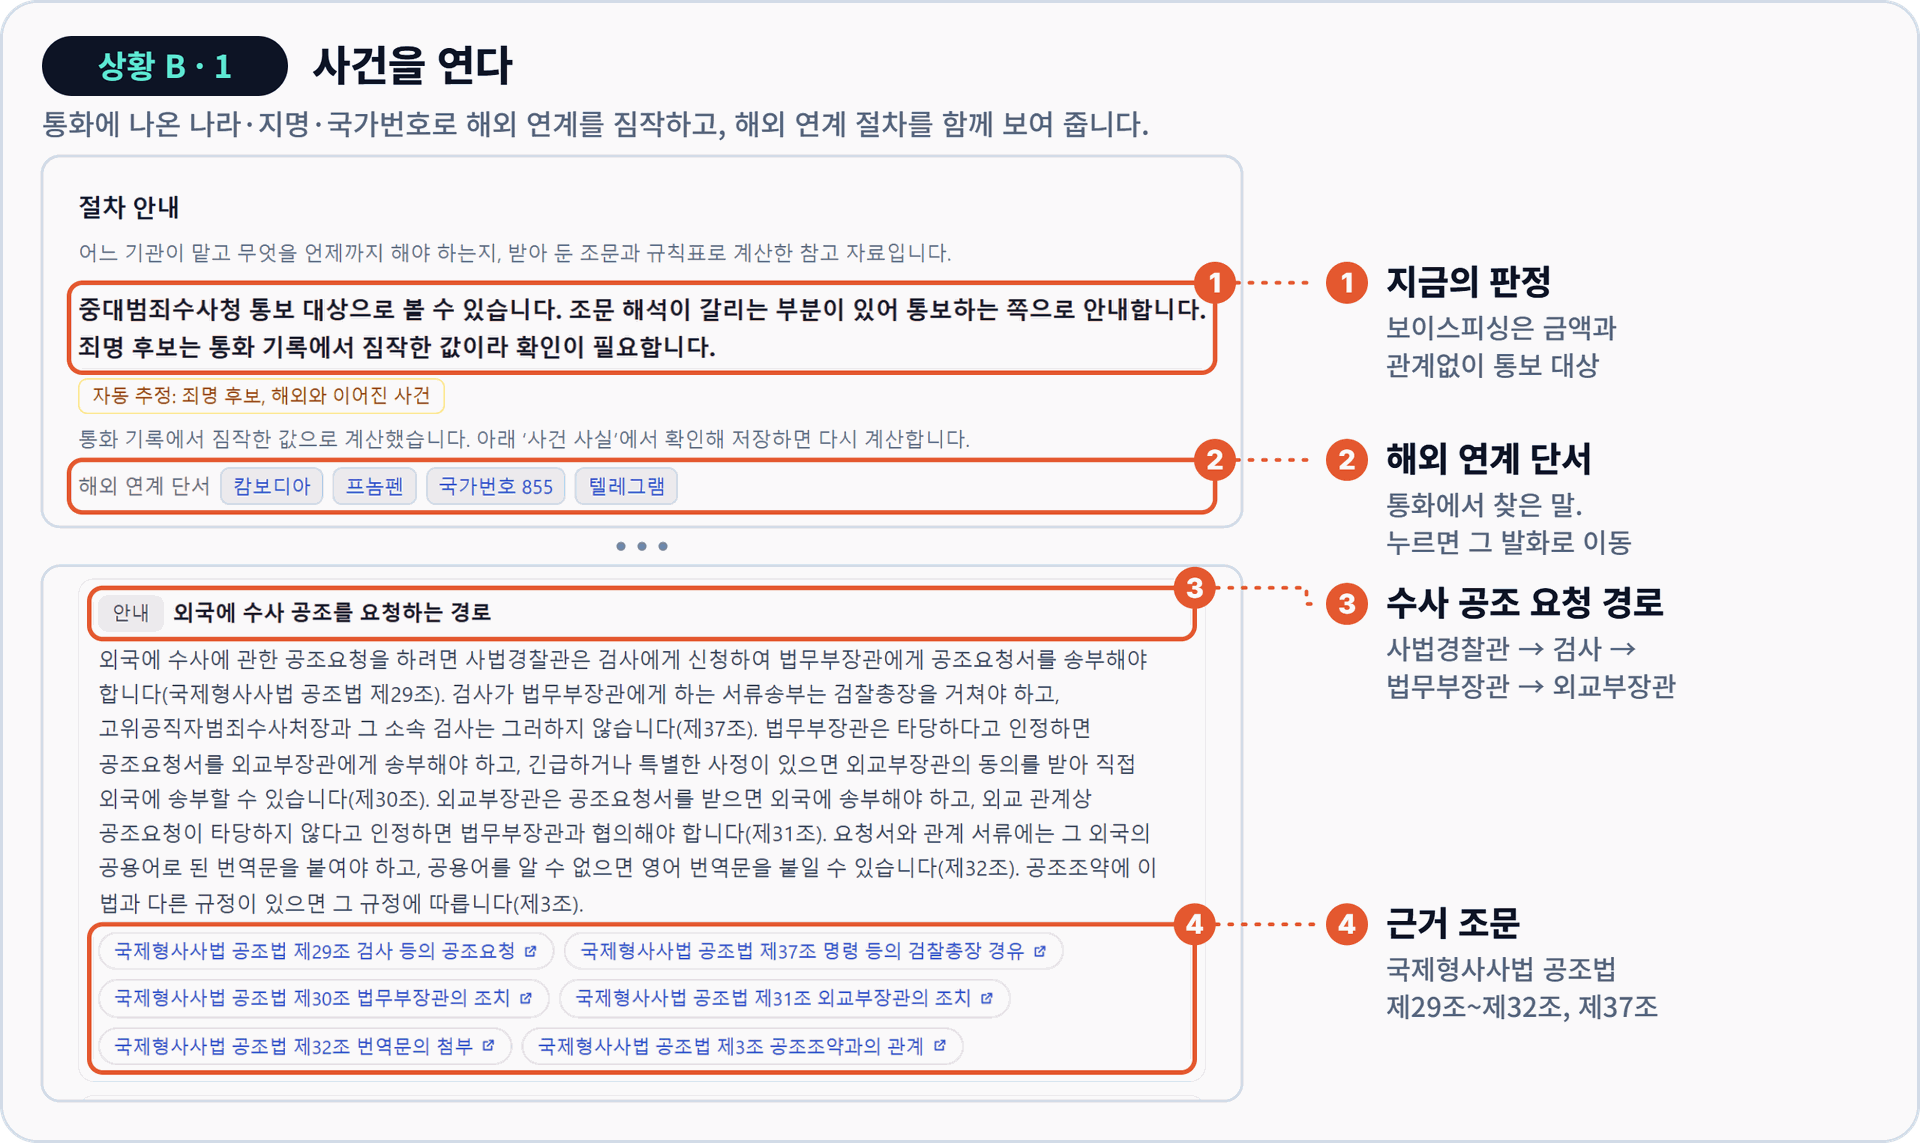 상황 B · 1
사건을 연다
통화에 나온 나라·지명·국가번호로 해외 연계를 짐작하고, 해외 연계 절차를 함께 보여 줍니다.
절차 안내
어느 기관이 맡고 무엇을 언제까지 해야 하는지, 받아 둔 조문과 규칙표로 계산한 참고 자료입니다.
중대범죄수사청 통보 대상으로 볼 수 있습니다. 조문 해석이 갈리는 부분이 있어 통보하는 쪽으로 안내합니다.
죄명 후보는 통화 기록에서 짐작한 값이라 확인이 필요합니다.
자동 추정: 죄명 후보, 해외와 이어진 사건
통화 기록에서 짐작한 값으로 계산했습니다. 아래 ‘사건 사실’에서 확인해 저장하면 다시 계산합니다.
해외 연계 단서 캄보디아 프놈펜 국가번호 855 텔레그램
1
2
1 지금의 판정
보이스피싱은 금액과
관계없이 통보 대상
2 해외 연계 단서
통화에서 찾은 말.
누르면 그 발화로 이동
안내 외국에 수사 공조를 요청하는 경로
외국에 수사에 관한 공조요청을 하려면 사법경찰관은 검사에게 신청하여 법무부장관에게 공조요청서를 송부해야
합니다(국제형사사법 공조법 제29조). 검사가 법무부장관에게 하는 서류송부는 검찰총장을 거쳐야 하고,
고위공직자범죄수사처장과 그 소속 검사는 그러하지 않습니다(제37조). 법무부장관은 타당하다고 인정하면
공조요청서를 외교부장관에게 송부해야 하고, 긴급하거나 특별한 사정이 있으면 외교부장관의 동의를 받아 직접
외국에 송부할 수 있습니다(제30조). 외교부장관은 공조요청서를 받으면 외국에 송부해야 하고, 외교 관계상
공조요청이 타당하지 않다고 인정하면 법무부장관과 협의해야 합니다(제31조). 요청서와 관계 서류에는 그 외국의
공용어로 된 번역문을 붙여야 하고, 공용어를 알 수 없으면 영어 번역문을 붙일 수 있습니다(제32조). 공조조약에 이
법과 다른 규정이 있으면 그 규정에 따릅니다(제3조).
국제형사사법 공조법 제29조 검사 등의 공조요청
국제형사사법 공조법 제37조 명령 등의 검찰총장 경유
국제형사사법 공조법 제30조 법무부장관의 조치
국제형사사법 공조법 제31조 외교부장관의 조치
국제형사사법 공조법 제32조 번역문의 첨부
국제형사사법 공조법 제3조 공조조약과의 관계
3
4
3 수사 공조 요청 경로
사법경찰관 → 검사 →
법무부장관 → 외교부장관
4 근거 조문
국제형사사법 공조법
제29조~제32조, 제37조